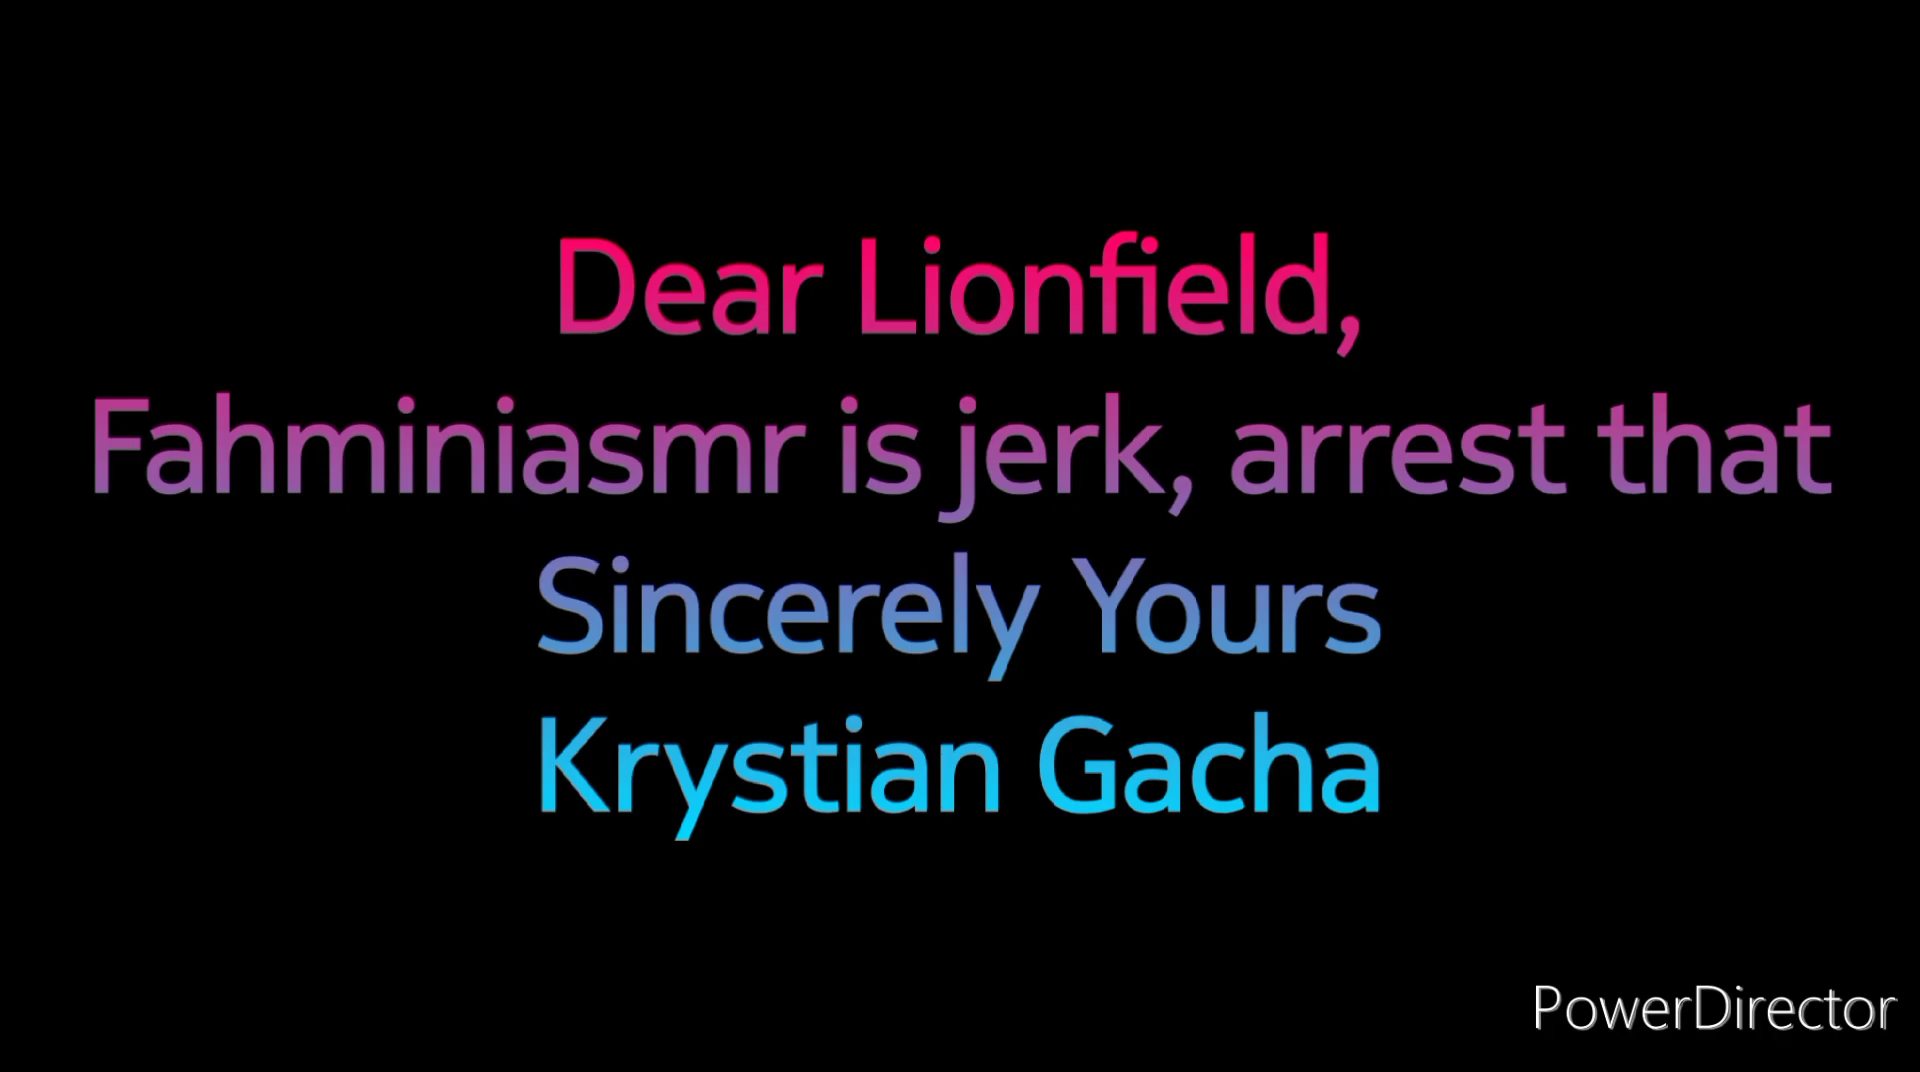 Dear Lionfield,
Fahminiasmr is jerk, arrest that
Sincerely Yours
Krystian Gacha
PowerDirector